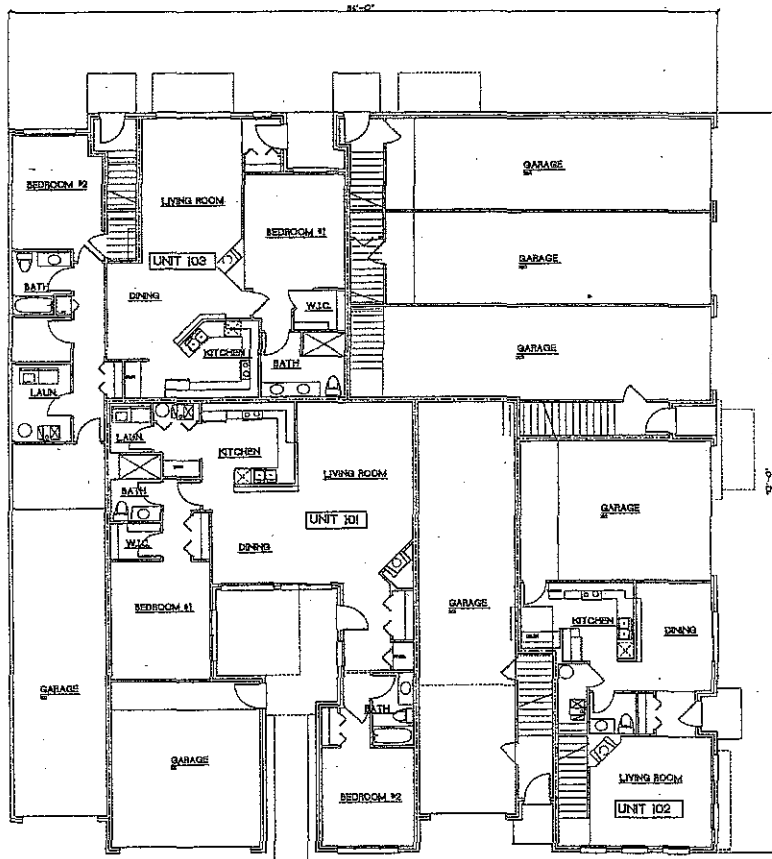 BEDROOM #2
LIVING ROOM
GARAGE
BEDROOM #1
UNIT 103
GARAGE
BATH
DINING
W.I.C.
KITCHEN
GARAGE
BATH
LAUN.
LAUN.
KITCHEN
LIVING ROOM
BATH
UNIT 101
GARAGE
W.I.C.
DINING
BEDROOM #1
GARAGE
KITCHEN
DINING
GARAGE
BATH
GARAGE
LIVING ROOM
BEDROOM #2
UNIT 102